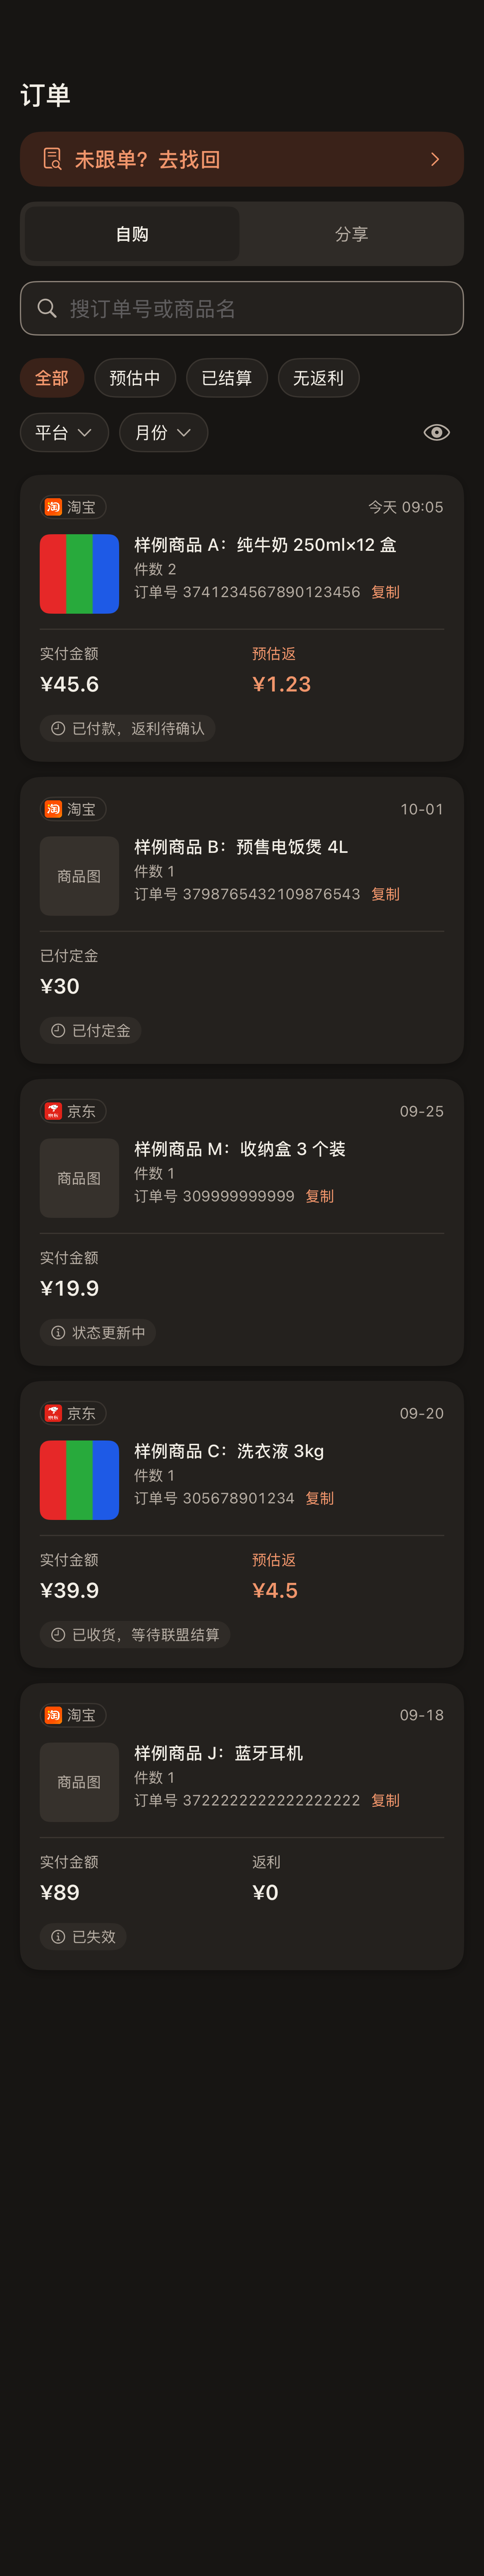 订单
未跟单？去找回
自购 分享
搜订单号或商品名
全部 预估中 已结算 无返利
平台 月份
淘 淘宝 今天 09:05
样例商品 A：纯牛奶 250ml×12 盒
件数 2
订单号 3741234567890123456 复制
实付金额 预估返
¥45.6 ¥1.23
已付款，返利待确认
淘 淘宝 10-01
样例商品 B：预售电饭煲 4L
商品图
件数 1
订单号 3798765432109876543 复制
已付定金
¥30
已付定金
京东 09-25
样例商品 M：收纳盒 3 个装
商品图
件数 1
订单号 309999999999 复制
实付金额
¥19.9
状态更新中
京东 09-20
样例商品 C：洗衣液 3kg
件数 1
订单号 305678901234 复制
实付金额 预估返
¥39.9 ¥4.5
已收货，等待联盟结算
淘 淘宝 09-18
样例商品 J：蓝牙耳机
商品图
件数 1
订单号 3722222222222222222 复制
实付金额 返利
¥89 ¥0
已失效